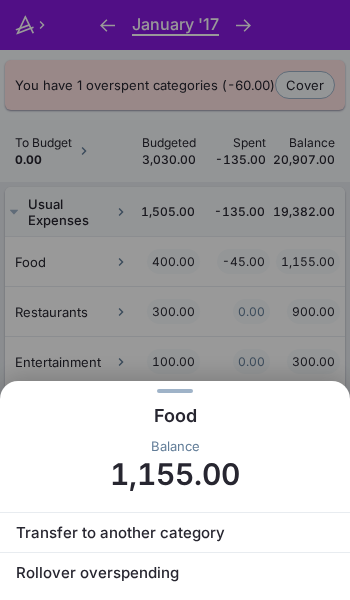 January '17
You have 1 overspent categories (-60.00) Cover
To Budget Budgeted Spent Balance
0.00 3,030.00 -135.00 20,907.00
Usual Expenses 1,505.00 -135.00 19,382.00
Food 400.00 -45.00 1,155.00
Restaurants 300.00 0.00 900.00
Entertainment 100.00 0.00 300.00
Food
Balance
1,155.00
Transfer to another category
Rollover overspending